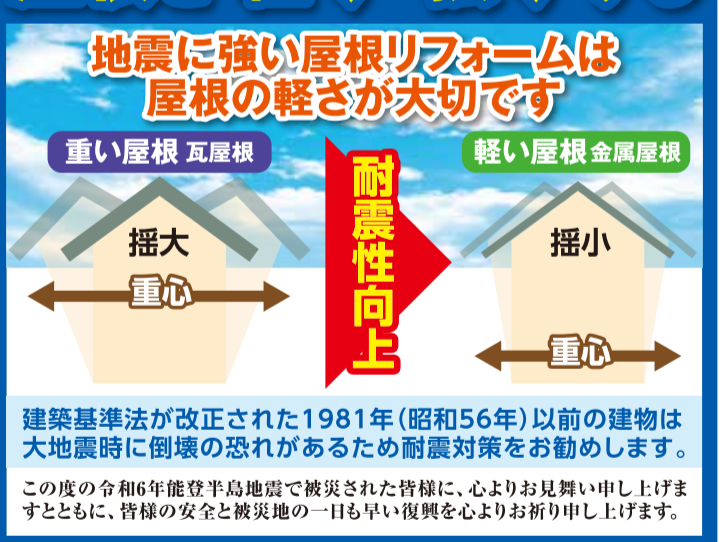 地震に強い屋根リフォームは
屋根の軽さが大切です
重い屋根 瓦屋根
軽い屋根 金属屋根
耐震性向上
揺大
重心
揺小
重心
建築基準法が改正された1981年（昭和56年）以前の建物は
大地震時に倒壊の恐れがあるため耐震対策をお勧めします。
この度の令和6年能登半島地震で被災された皆様に、心よりお見舞い申し上げま
すとともに、皆様の安全と被災地の一日も早い復興を心よりお祈り申し上げます。